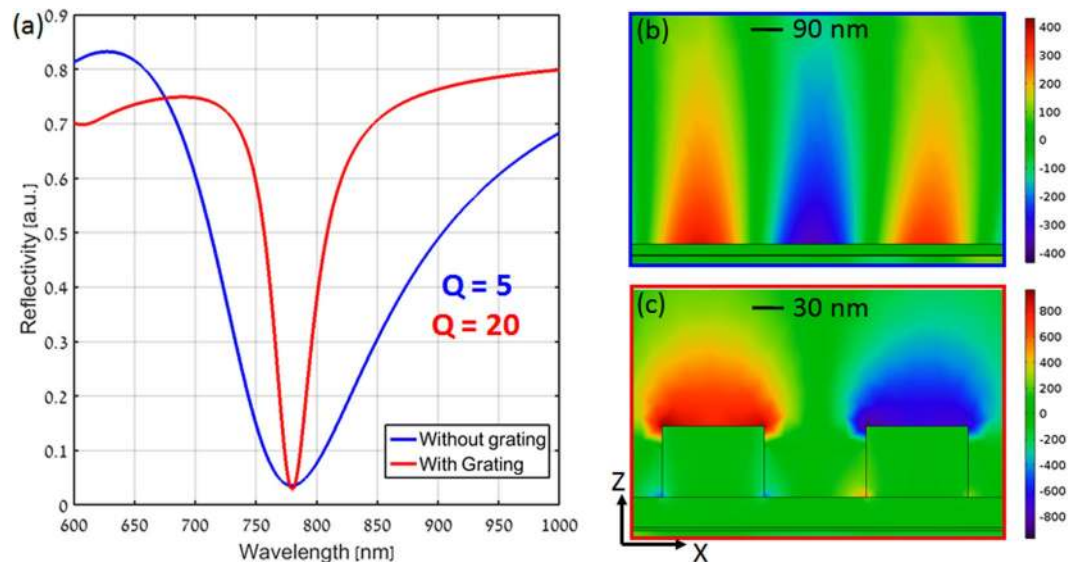 (a)
0.9
0.8
0.7
0.6
0.5
0.4
0.3
0.2
0.1
0
Reflectivity [a.u.]
600 650 700 750 800 850 900 950 1000
Wavelength [nm]
Q = 5
Q = 20
Without grating
With Grating
(b)
90 nm
400
300
200
100
0
-100
-200
-300
-400
(c)
30 nm
800
600
400
200
0
-200
-400
-600
-800
Z
X